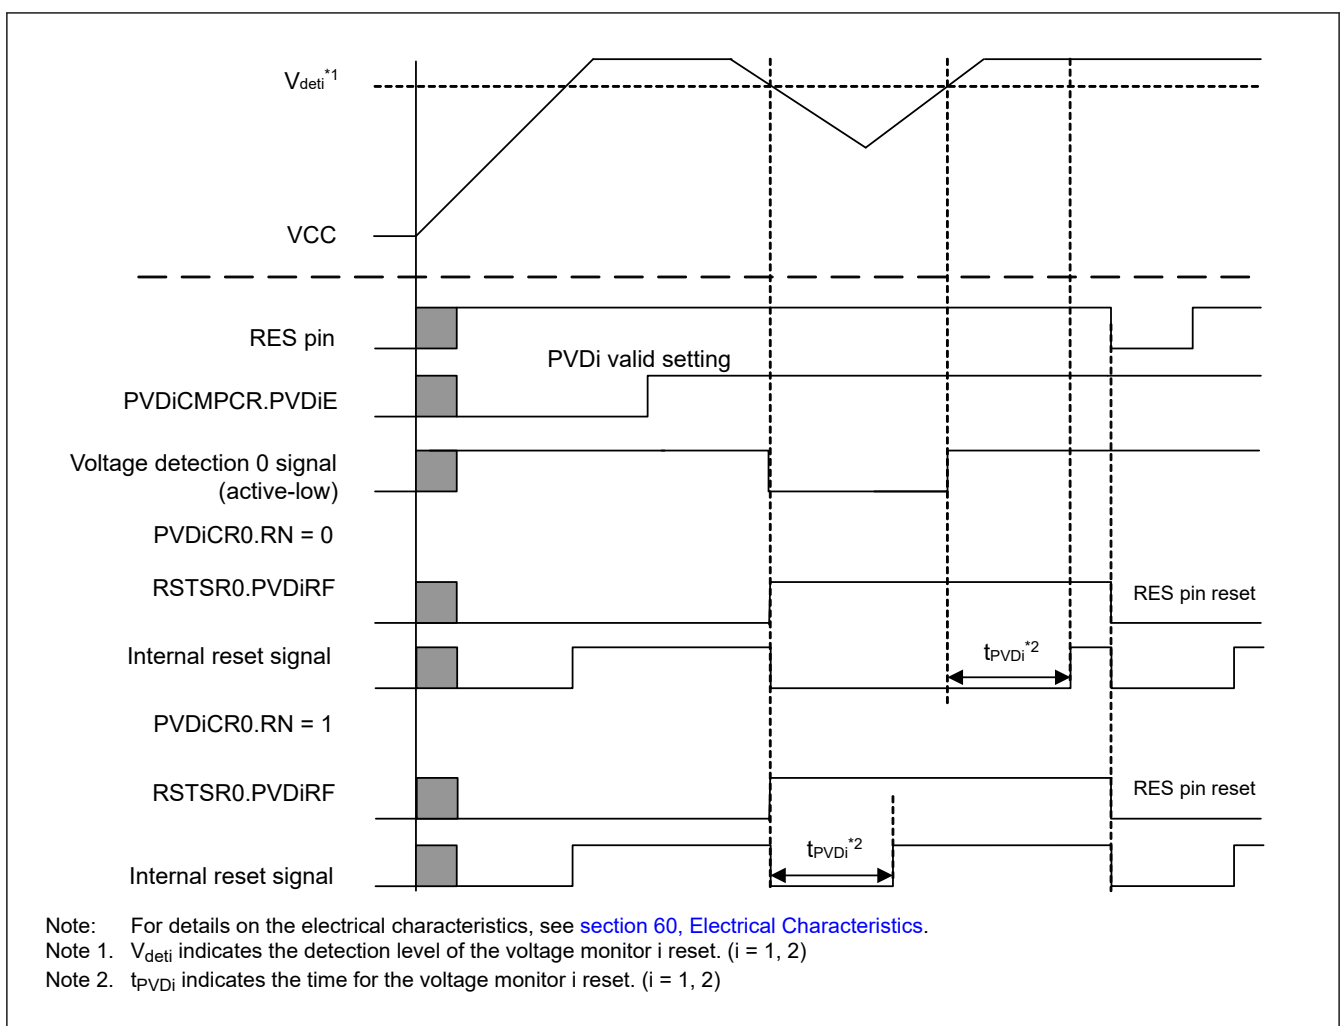 Vdeti*1
VCC
RES pin
PVDi valid setting
PVDiCMPCR.PVDiE
Voltage detection 0 signal
(active-low)
PVDiCR0.RN = 0
RSTSR0.PVDiRF
RES pin reset
Internal reset signal
tPVDi*2
PVDiCR0.RN = 1
RSTSR0.PVDiRF
RES pin reset
tPVDi*2
Internal reset signal
Note: For details on the electrical characteristics, see section 60, Electrical Characteristics.
Note 1. Vdeti indicates the detection level of the voltage monitor i reset. (i = 1, 2)
Note 2. tPVDi indicates the time for the voltage monitor i reset. (i = 1, 2)